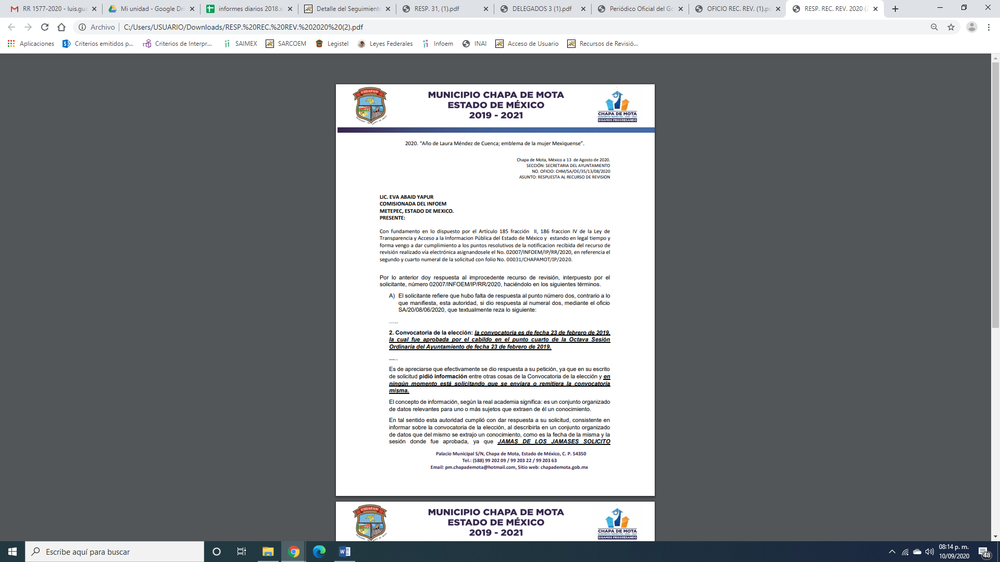 RR 1577-2020 - luis.gua
Mi unidad - Google Dri
informes diarios 2018.x
Detalle del Seguimiento
RESP. 31, (1).pdf
DELEGADOS 3 (1).pdf
Periódico Oficial del Go
OFICIO REC. REV. (1).pd
RESP. REC. REV. 2020 (2
Archivo
C:/Users/USUARIO/Downloads/RESP.%20REC.%20REV.%202020%20(2).pdf
Aplicaciones
Criterios emitidos p...
Criterios de Interpr...
SAIMEX
SARCOEM
Legistel
Leyes Federales
Infoem
INAI
Acceso de Usuario
Recursos de Revisió...
CHIAPAN
MUNICIPIO CHAPA DE MOTA
ESTADO DE MÉXICO
2019 - 2021
CHAPA DE MOTA
GOBIERNO MUNICIPAL 2019 - 2021
SIGAMOS PROGRESANDO
2020. “Año de Laura Méndez de Cuenca; emblema de la mujer Mexiquense”.
Chapa de Mota, México a 13 de Agosto de 2020.
SECCIÓN: SECRETARIA DEL AYUNTAMIENTO
NO. OFICIO: CHM/SA/OE/35/13/08/2020
ASUNTO: RESPUESTA AL RECURSO DE REVISION
LIC. EVA ABAID YAPUR
COMISIONADA DEL INFOEM
METEPEC, ESTADO DE MEXICO.
PRESENTE:
Con fundamento en lo dispuesto por el Artículo 185 fracción II, 186 fraccion IV de la Ley de
Transparencia y Acceso a la Informacion Pública del Estado de México y estando en legal tiempo y
forma vengo a dar cumplimiento a los puntos resolutivos de la notificacion recibida del recurso de
revisión realizado vía electrónica asignandosele el No. 02007/INFOEM/IP/RR/2020, en referencia el
segundo y cuarto numeral de la solicitud con folio No. 00031/CHAPAMOT/IP/2020.
Por lo anterior doy respuesta al improcedente recurso de revisión, interpuesto por el
solicitante, número 02007/INFOEM/IP/RR/2020, haciéndolo en los siguientes términos.
A) El solicitante refiere que hubo falta de respuesta al punto número dos, contrario a lo
que manifiesta, esta autoridad, si dio respuesta al numeral dos, mediante el oficio
SA/20/08/06/2020, que textualmente reza lo siguiente:
…..
2. Convocatoria de la elección: la convocatoria es de fecha 23 de febrero de 2019,
la cual fue aprobada por el cabildo en el punto cuarto de la Octava Sesión
Ordinaria del Ayuntamiento de fecha 23 de febrero de 2019.
…..
Es de apreciarse que efectivamente se dio respuesta a su petición, ya que en su escrito
de solicitud pidió información entre otras cosas de la Convocatoria de la elección y en
ningún momento está solicitando que se enviara o remitiera la convocatoria
misma.
El concepto de información, según la real academia significa: es un conjunto organizado
de datos relevantes para uno o más sujetos que extraen de él un conocimiento.
En tal sentido esta autoridad cumplió con dar respuesta a su solicitud, consistente en
informar sobre la convocatoria de la elección, al describirla en un conjunto organizado
de datos que del mismo se extrajo un conocimiento, como es la fecha de la misma y la
sesión donde fue aprobada, ya que JAMAS DE LOS JAMASES SOLICITO
Palacio Municipal S/N, Chapa de Mota, Estado de México, C. P. 54350
Tel.: (588) 99 202 09 / 99 203 22 / 99 203 63
Email: pm.chapademota@hotmail.com, Sitio web: chapademota.gob.mx
CHIAPAN
MUNICIPIO CHAPA DE MOTA
ESTADO DE MÉXICO
2019 - 2021
CHAPA DE MOTA
GOBIERNO MUNICIPAL 2019 - 2021
SIGAMOS PROGRESANDO
Escribe aquí para buscar
08:14 p. m.
10/09/2020
48